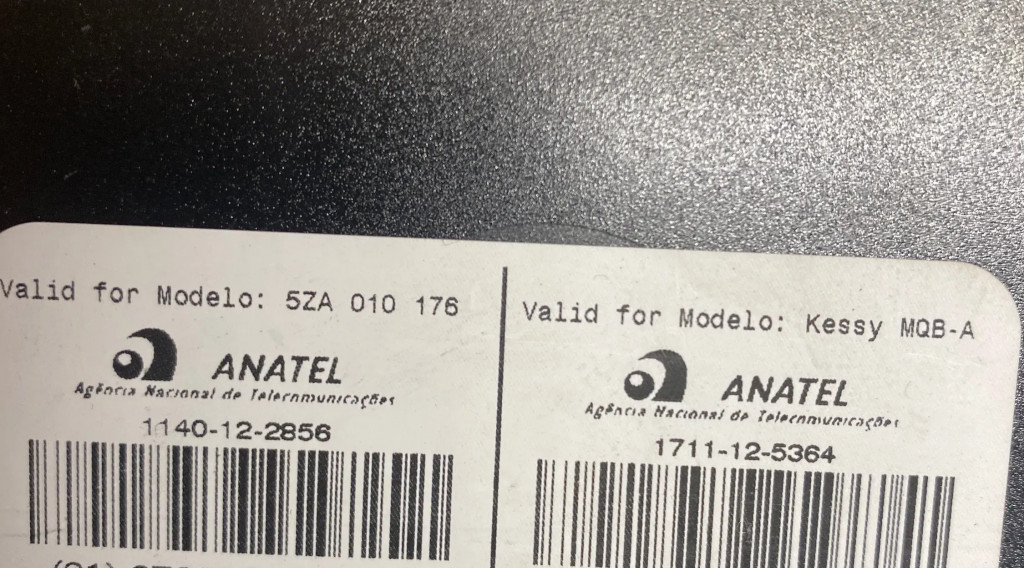 Valid for Modelo: 5ZA 010 176
ANATEL
Agência Nacional de Telecomunicações
1140-12-2856
Valid for Modelo: Kessy MQB-A
ANATEL
Agência Nacional de Telecomunicações
1711-12-5364